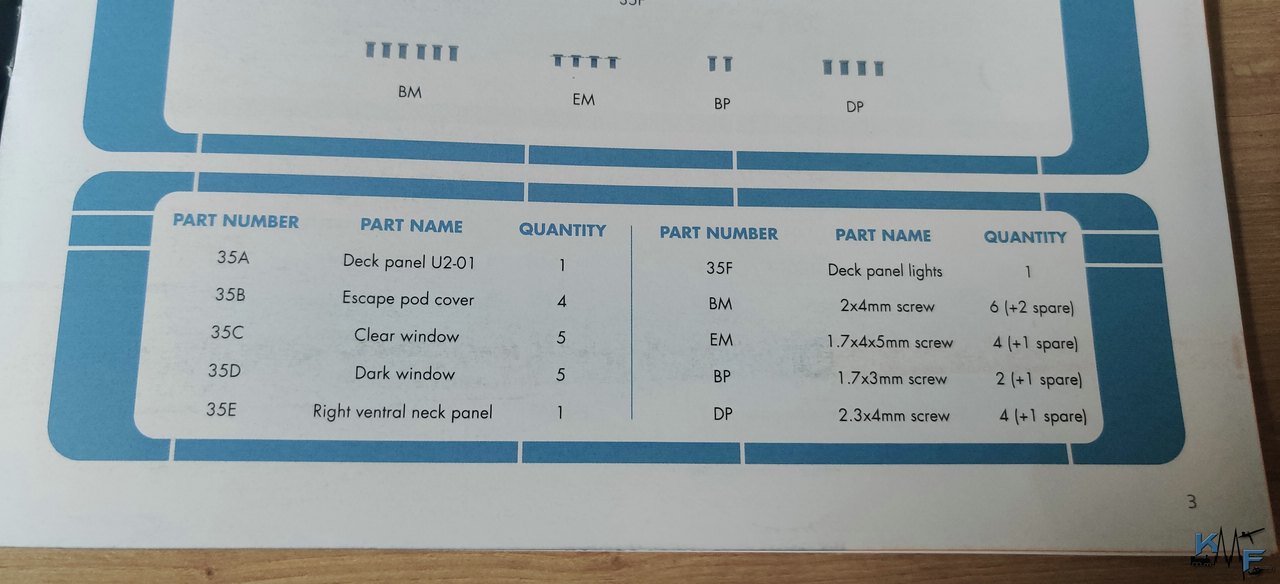 35F
BM EM BP DP
PART NUMBER PART NAME QUANTITY PART NUMBER PART NAME QUANTITY
35A Deck panel U2-01 1 35F Deck panel lights 1
35B Escape pod cover 4 BM 2x4mm screw 6 (+2 spare)
35C Clear window 5 EM 1.7x4x5mm screw 4 (+1 spare)
35D Dark window 5 BP 1.7x3mm screw 2 (+1 spare)
35E Right ventral neck panel 1 DP 2.3x4mm screw 4 (+1 spare)
3
KMF